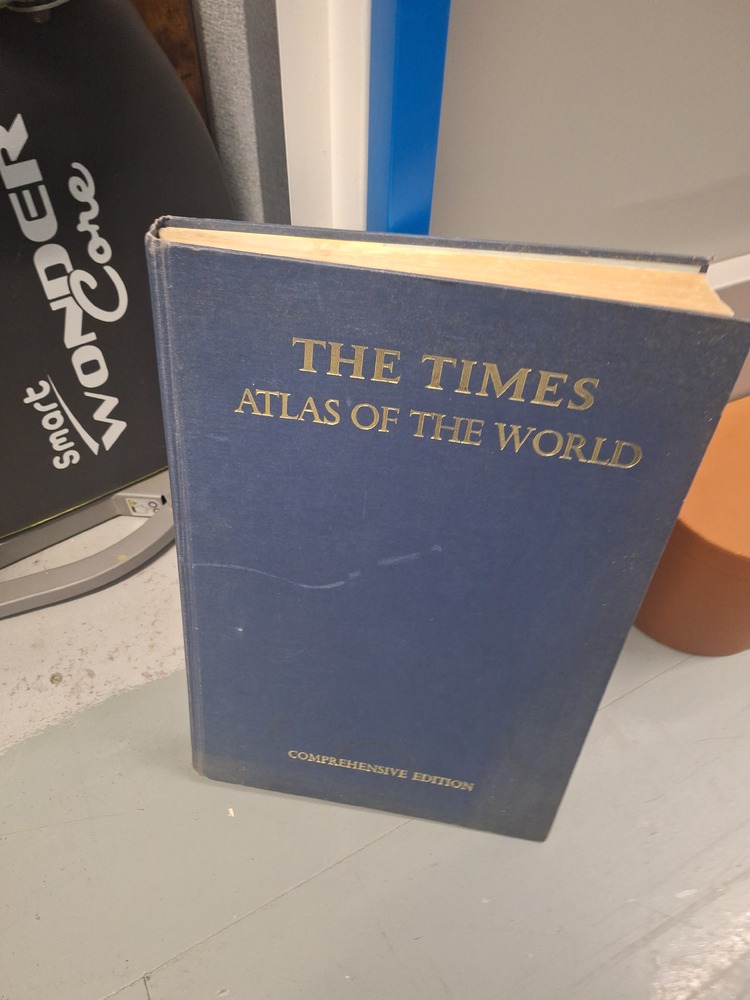 THE TIMES
ATLAS OF THE WORLD
COMPREHENSIVE EDITION
smart
WONDER
Core